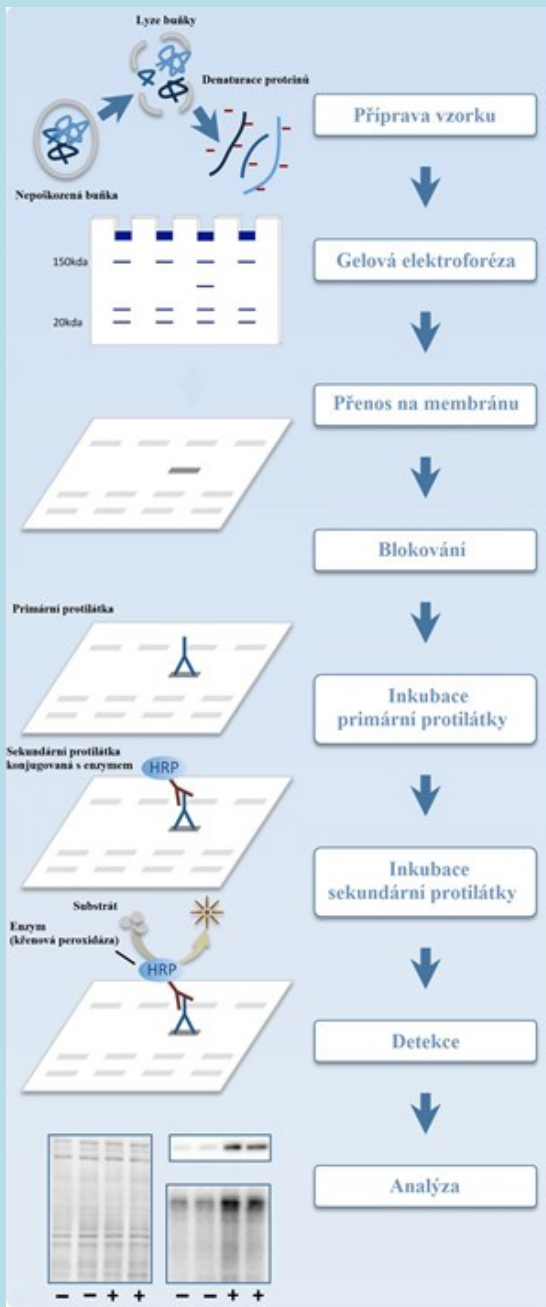 Lyze buňky
Denaturace proteinů
Nepoškozená buňka
Příprava vzorku
150kda
20kda
Gelová elektroforéza
Přenos na membránu
Blokování
Primární protilátka
Inkubace
primární protilátky
Sekundární protilátka
konjugovaná s enzymem
HRP
Inkubace
sekundární protilátky
Substrát
Enzym
(křenová peroxidáza)
HRP
Detekce
Analýza
– – + + – – + +